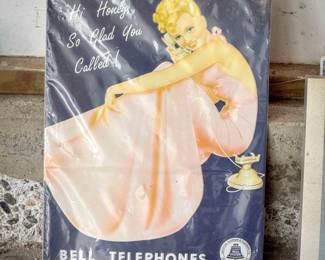 Hi Honey,
So Glad You
Called!
BELL TELEPHONES